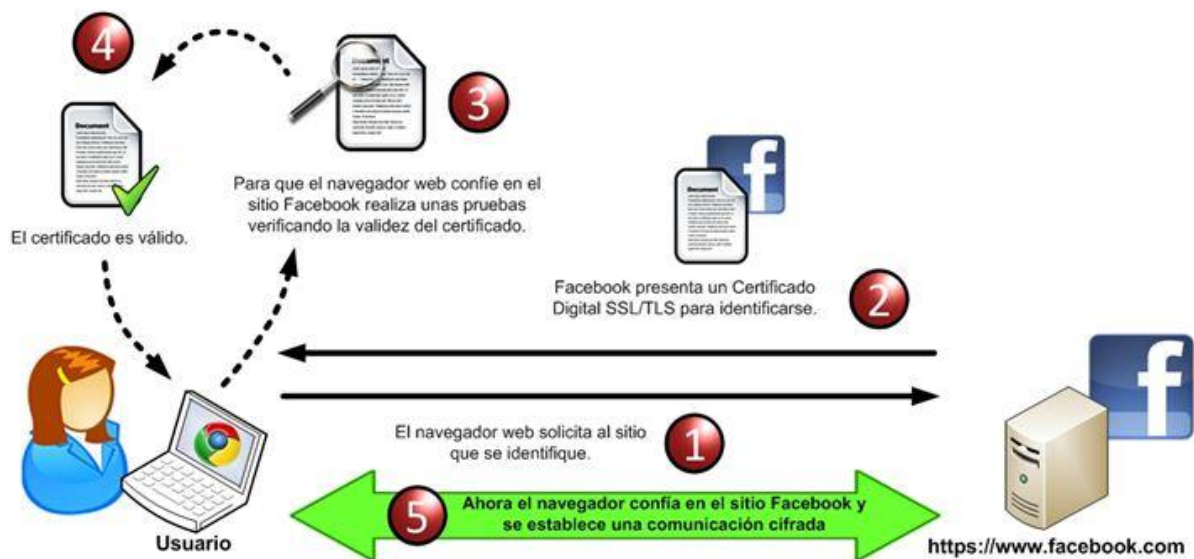 4
3
Document
Document
Para que el navegador web confíe en el
sitio Facebook realiza unas pruebas
verificando la validez del certificado.
El certificado es válido.
f
Document
Facebook presenta un Certificado
Digital SSL/TLS para identificarse.
2
f
El navegador web solicita al sitio
que se identifique.
1
5
Ahora el navegador confía en el sitio Facebook y
se establece una comunicación cifrada
Usuario
https://www.facebook.com